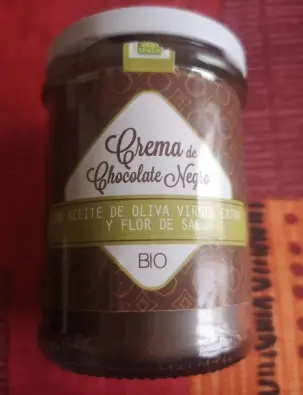 Crema de
Chocolate Negro
CON ACEITE DE OLIVA VIRGEN EXTRA
Y FLOR DE SAL
BIO